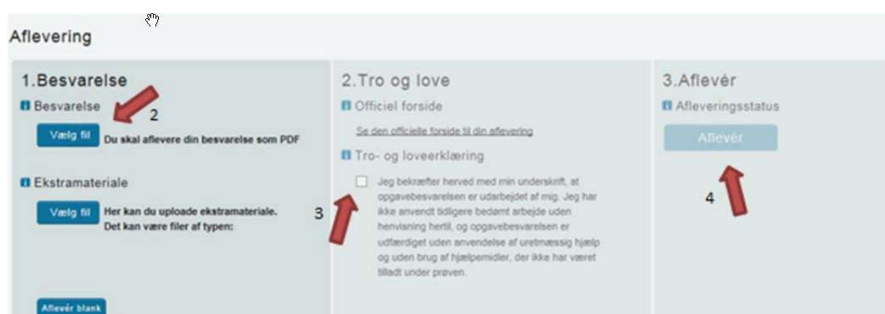 Aflevering
1.Besvarelse
Besvarelse
2
Vælg fil
Du skal aflevere din besvarelse som PDF
Ekstramateriale
Vælg fil
Her kan du uploade ekstramateriale.
Det kan være filer af typen:
Aflevér blank
2.Tro og love
Officiel forside
Se den officielle forside til din aflevering
Tro- og loveerklæring
3
Jeg bekræfter herved med min underskrift, at
opgavebesvarelsen er udarbejdet af mig. Jeg har
ikke anvendt tidligere bedømt arbejde uden
henvisning hertil, og opgavebesvarelsen er
udfærdiget uden anvendelse af uretmæssig hjælp
og uden brug af hjælpemidler, der ikke har været
tilladt under prøven.
3.Aflevér
Afleveringsstatus
Aflevér
4